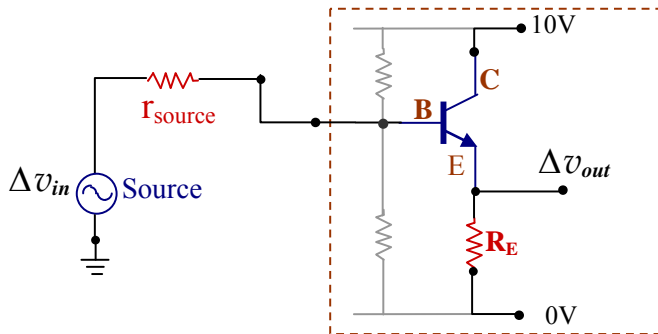 10V
C
r_source
B
E
Δv_in
Source
Δv_out
R_E
0V